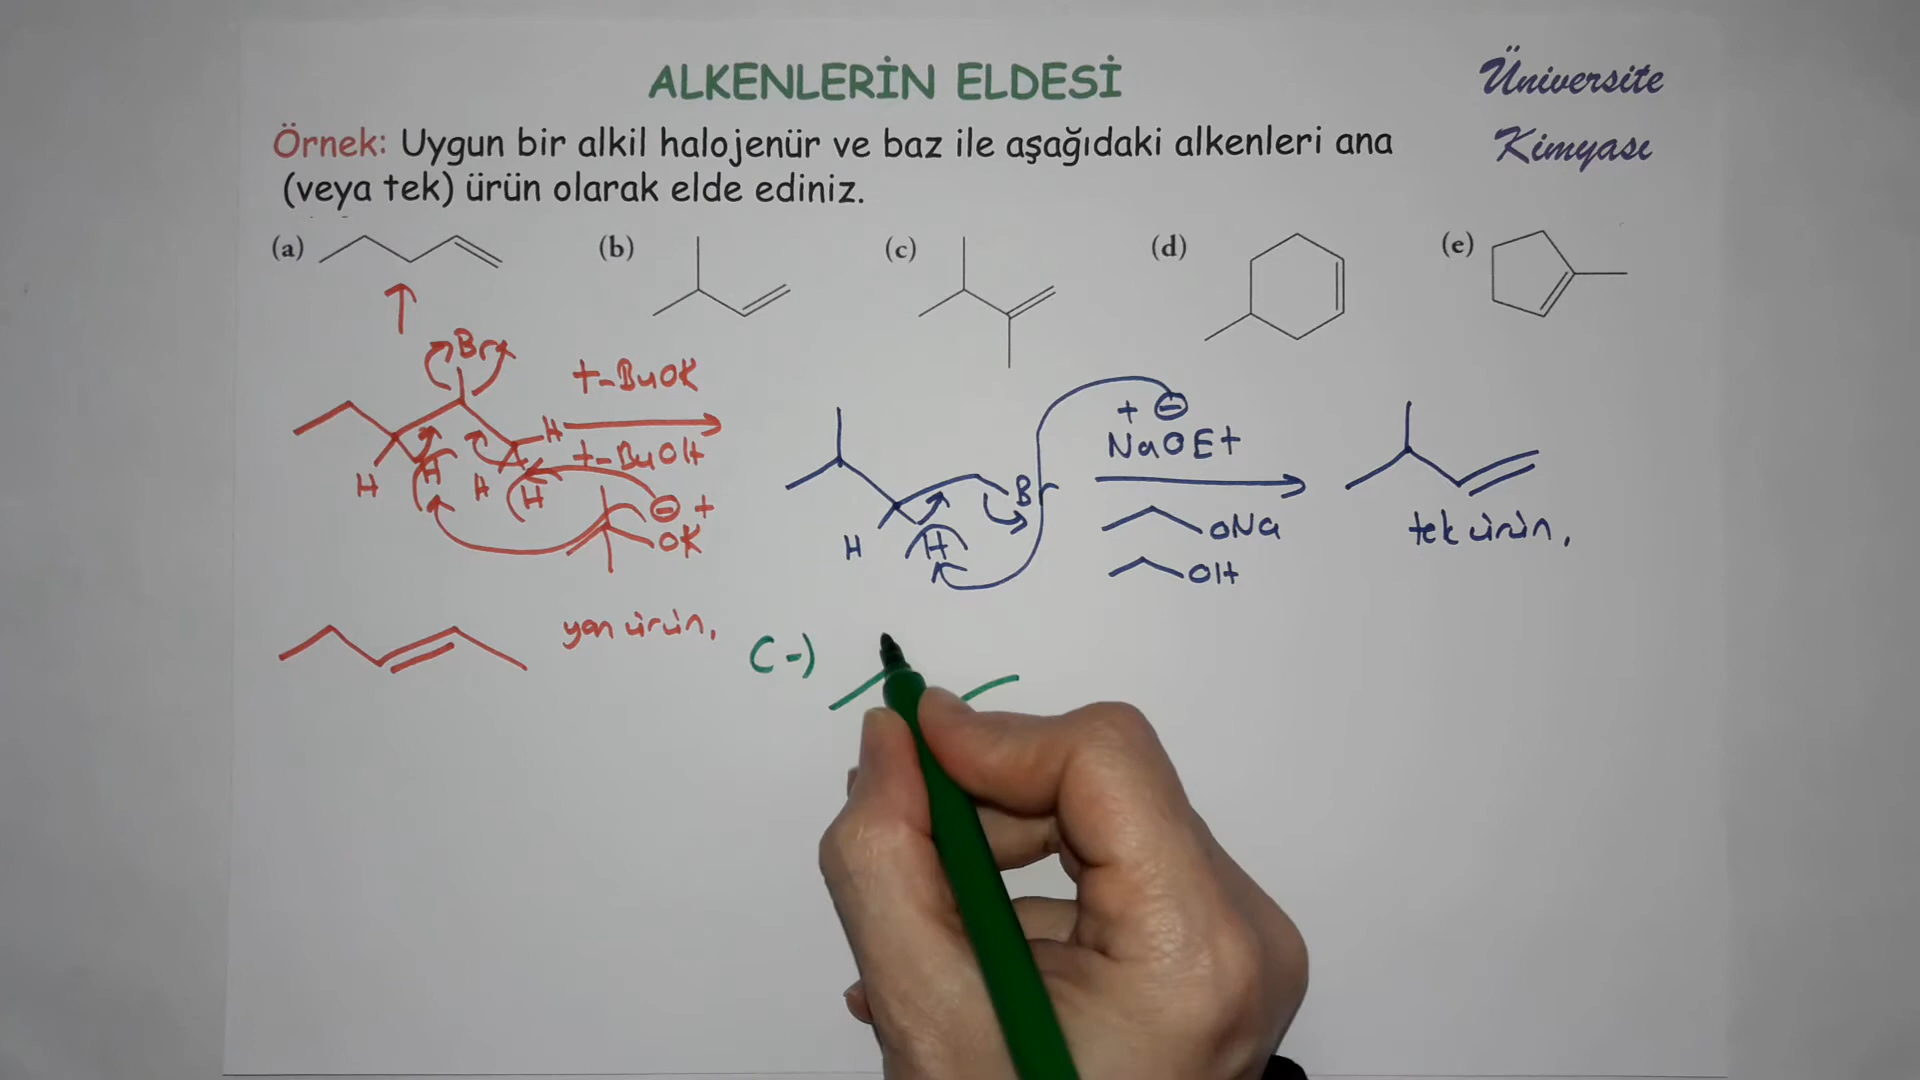 ALKENLERİN ELDESİ
Üniversite
Kimyası
Örnek: Uygun bir alkil halojenür ve baz ile aşağıdaki alkenleri ana
(veya tek) ürün olarak elde ediniz.
(a) (b) (c) (d) (e)
Br
t-BuOK
H
t-BuOH
H H H H
- +
OK
yan ürün,
+ -
NaOEt
Br
H H
ONa
OH
tek ürün,
C-)